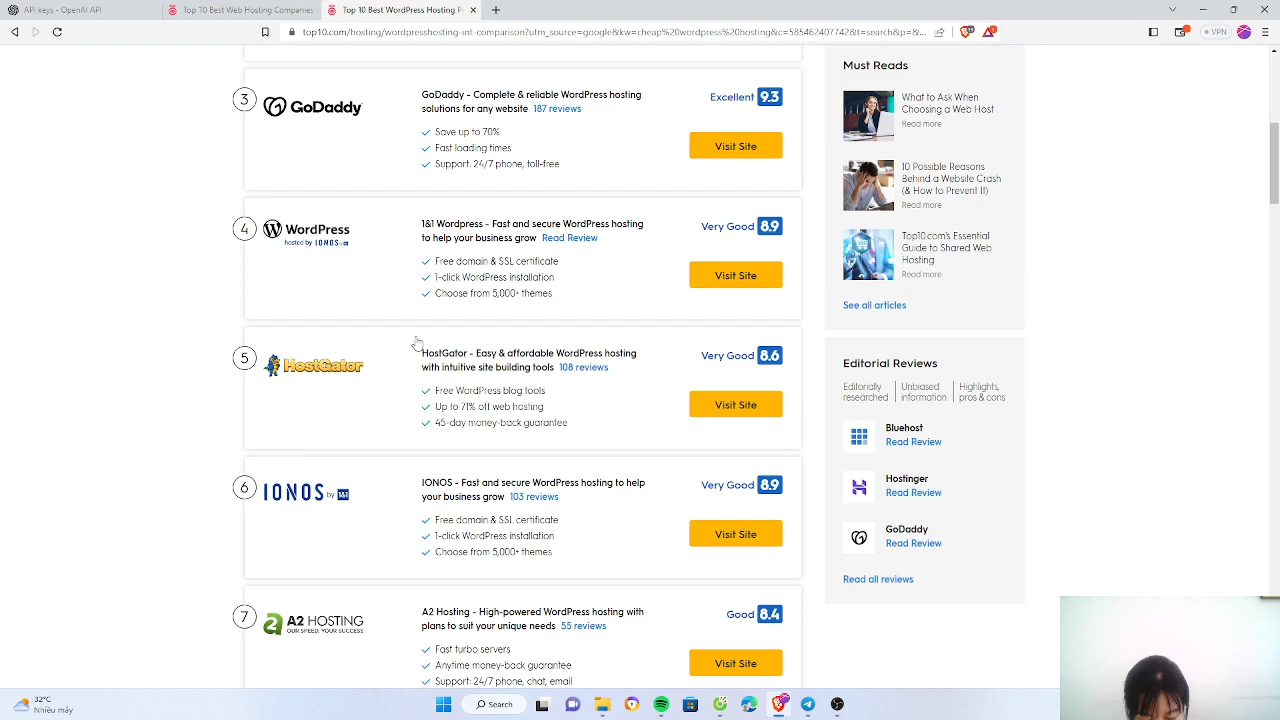 API keys - OpenAI API
Top 10 Best Web Hosting Companies
Top 10 Best WordPress P
top10.com/hosting/wordpresshosting-int-comparison?utm_source=google&kw=cheap%20wordpress%20hosting&c=585462407742&t=search&p=&...
VPN
3
GoDaddy
GoDaddy - Complete & reliable WordPress hosting
solutions for any website 187 reviews
Save up to 70%
Fast loading times
Support: 24/7 phone, toll-free
Excellent 9.3
Visit Site
4
WordPress
hosted by IONOS
1&1 Wordpress - Fast and secure WordPress hosting
to help your business grow Read Review
Free domain & SSL certificate
1-click WordPress installation
Choose from 5,000+ themes
Very Good 8.9
Visit Site
5
HostGator
HostGator - Easy & affordable WordPress hosting
with intuitive site building tools 108 reviews
Free WordPress blog tools
Up to 71% off web hosting
45-day money-back guarantee
Very Good 8.6
Visit Site
6
IONOS by 1&1
IONOS - Fast and secure WordPress hosting to help
your business grow 103 reviews
Free domain & SSL certificate
1-click WordPress installation
Choose from 5,000+ themes
Very Good 8.9
Visit Site
7
A2 HOSTING
OUR SPEED, YOUR SUCCESS
A2 Hosting - High-powered WordPress hosting with
plans to suit your unique needs 55 reviews
Fast turbo servers
Anytime money-back guarantee
Support: 24/7 phone, chat, email
Good 8.4
Visit Site
Must Reads
What to Ask When
Choosing a Web Host
Read more
10 Possible Reasons
Behind a Website Crash
(& How to Prevent It)
Read more
Top10.com's Essential
Guide to Shared Web
Hosting
Read more
See all articles
Editorial Reviews
Editorially
researched
Unbiased
information
Highlights,
pros & cons
Bluehost
Read Review
Hostinger
Read Review
GoDaddy
Read Review
Read all reviews
32°C
Nhiều mây
Search